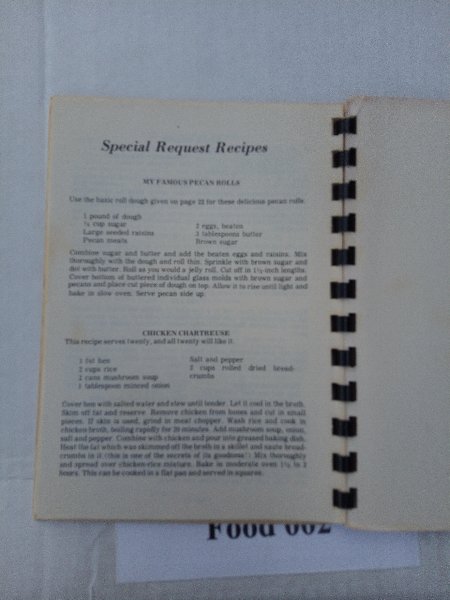 Special Request Recipes
MY FAMOUS PECAN ROLLS
Use the basic roll dough given on page 22 for these delicious pecan rolls.
1 pound of dough
cup sugar
Large seeded raisins
Pecan meats
2 eggs, beaten
3 tablespoons butter
Brown sugar
Combine sugar and butter and add the beaten eggs and raisins. Mix
thoroughly with the dough and roll thin. Sprinkle with brown sugar and
dot with butter. Roll as you would a jelly roll. Cut off in 1½-inch lengths.
Cover bottom of buttered individual glass molds with brown sugar and
pecans and place cut piece of dough on top. Allow it to rise until light and
bake in slow oven. Serve pecan side up.
CHICKEN CHARTREUSE
This recipe serves twenty, and all twenty will like it.
1 fat hen
2 cups rice
2 cans mushroom soup
1 tablespoon minced onion
Salt and pepper
2 cups rolled dried bread-
crumbs
Cover hen with salted water and stew until tender. Let it cool in the broth.
Skim off fat and reserve. Remove chicken from bones and cut in small
pieces. If skin is used, grind in meat chopper. Wash rice and cook in
chicken broth, boiling rapidly for 20 minutes. Add mushroom soup, onion,
salt and pepper. Combine with chicken and pour into greased baking dish.
Heat the fat which was skimmed off the broth in a skillet and saute bread-
crumbs in it (this is one of the secrets of its goodness!) Mix thoroughly
and spread over chicken-rice mixture. Bake in moderate oven 1½ to 2
hours. This can be cooked in a flat pan and served in squares.
Food 002